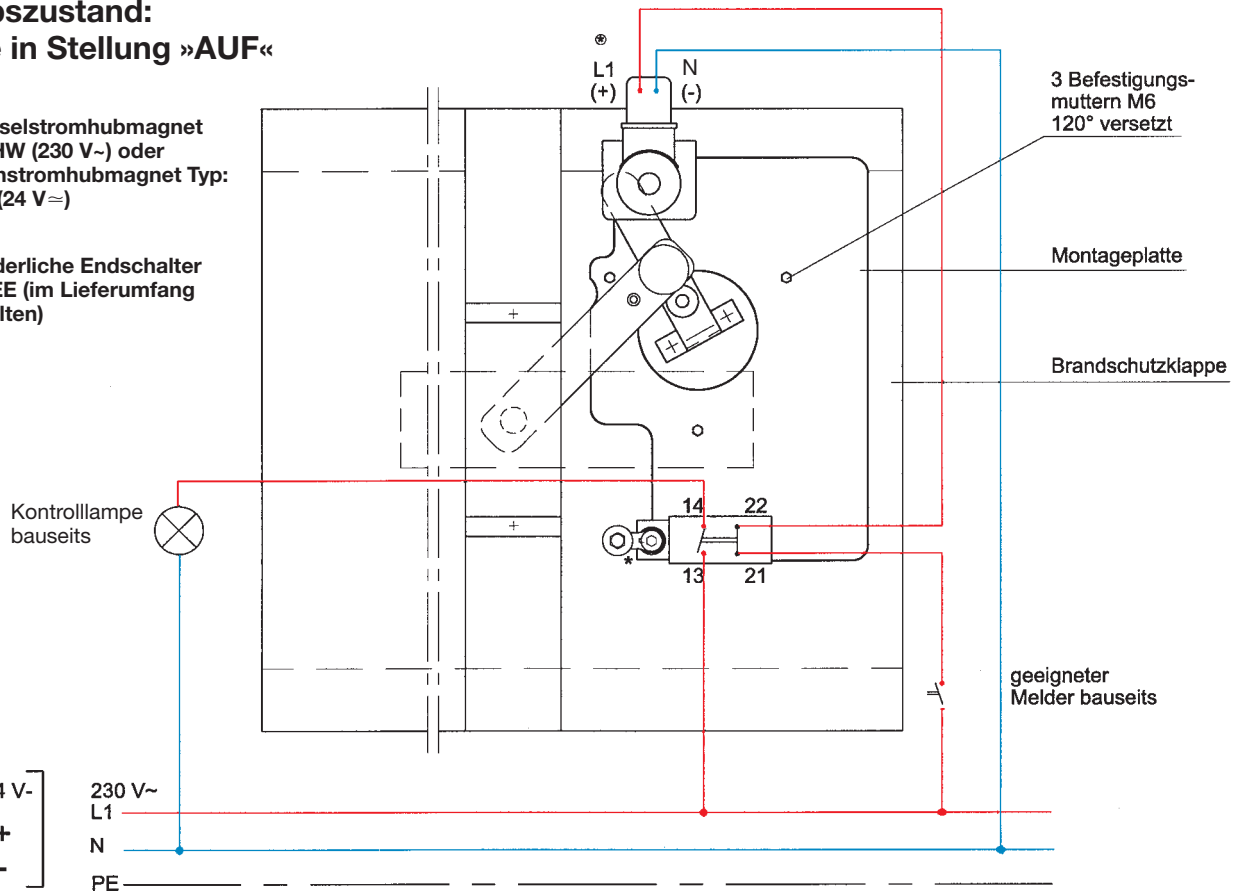 bszustand:
e in Stellung »AUF«
selstromhubmagnet
HW (230 V~) oder
nstromhubmagnet Typ:
(24 V≃)
derliche Endschalter
EE (im Lieferumfang
lten)
*
L1
(+)
N
(-)
3 Befestigungs-
muttern M6
120° versetzt
Montageplatte
Brandschutzklappe
Kontrolllampe
bauseits
14 22
*
13 21
geeigneter
Melder bauseits
4 V-
+
-
230 V~
L1
N
PE